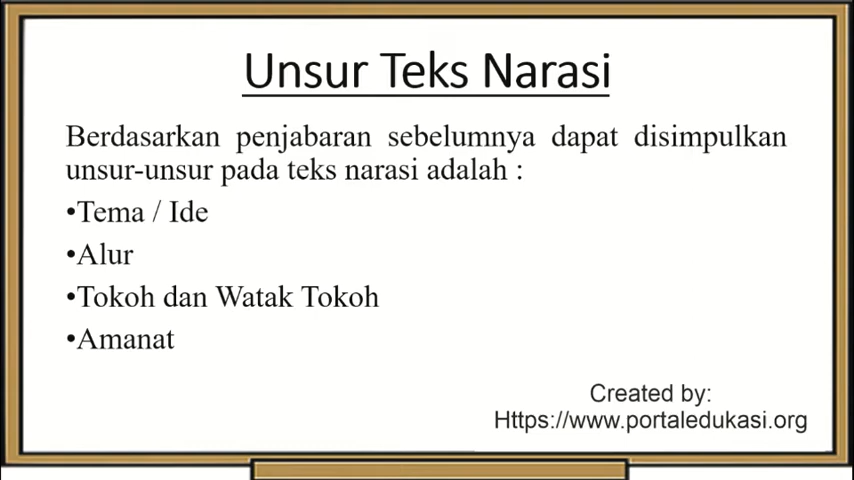 Unsur Teks Narasi
Berdasarkan penjabaran sebelumnya dapat disimpulkan
unsur-unsur pada teks narasi adalah :
•Tema / Ide
•Alur
•Tokoh dan Watak Tokoh
•Amanat
Created by:
Https://www.portaledukasi.org